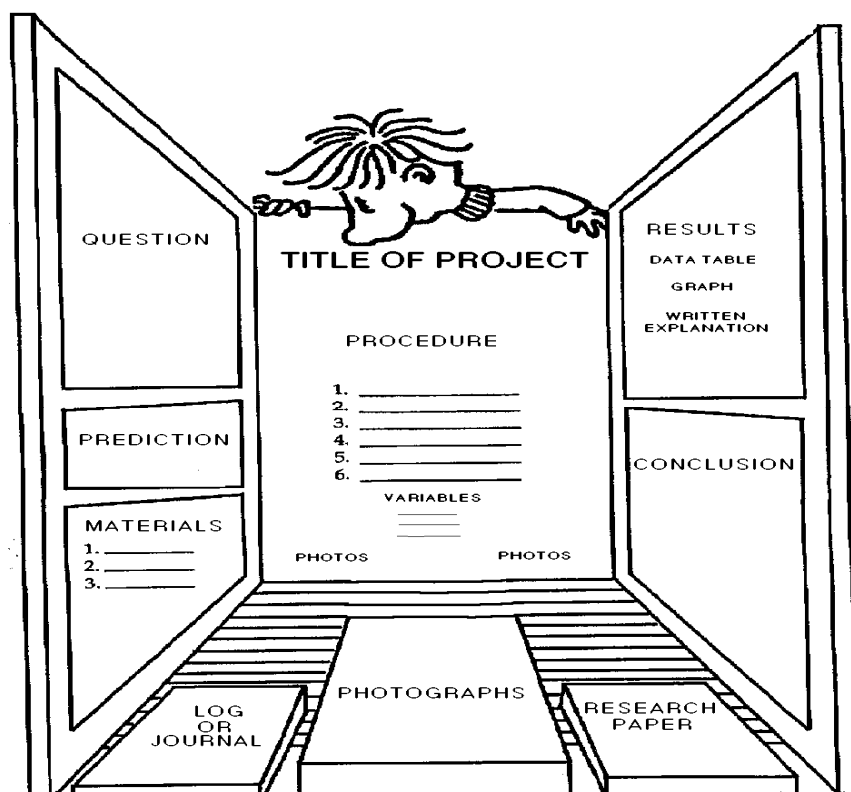 QUESTION
PREDICTION
MATERIALS
1.
2.
3.
TITLE OF PROJECT
PROCEDURE
1.
2.
3.
4.
5.
6.
VARIABLES
PHOTOS
PHOTOS
RESULTS
DATA TABLE
GRAPH
WRITTEN
EXPLANATION
CONCLUSION
LOG
OR
JOURNAL
PHOTOGRAPHS
RESEARCH
PAPER